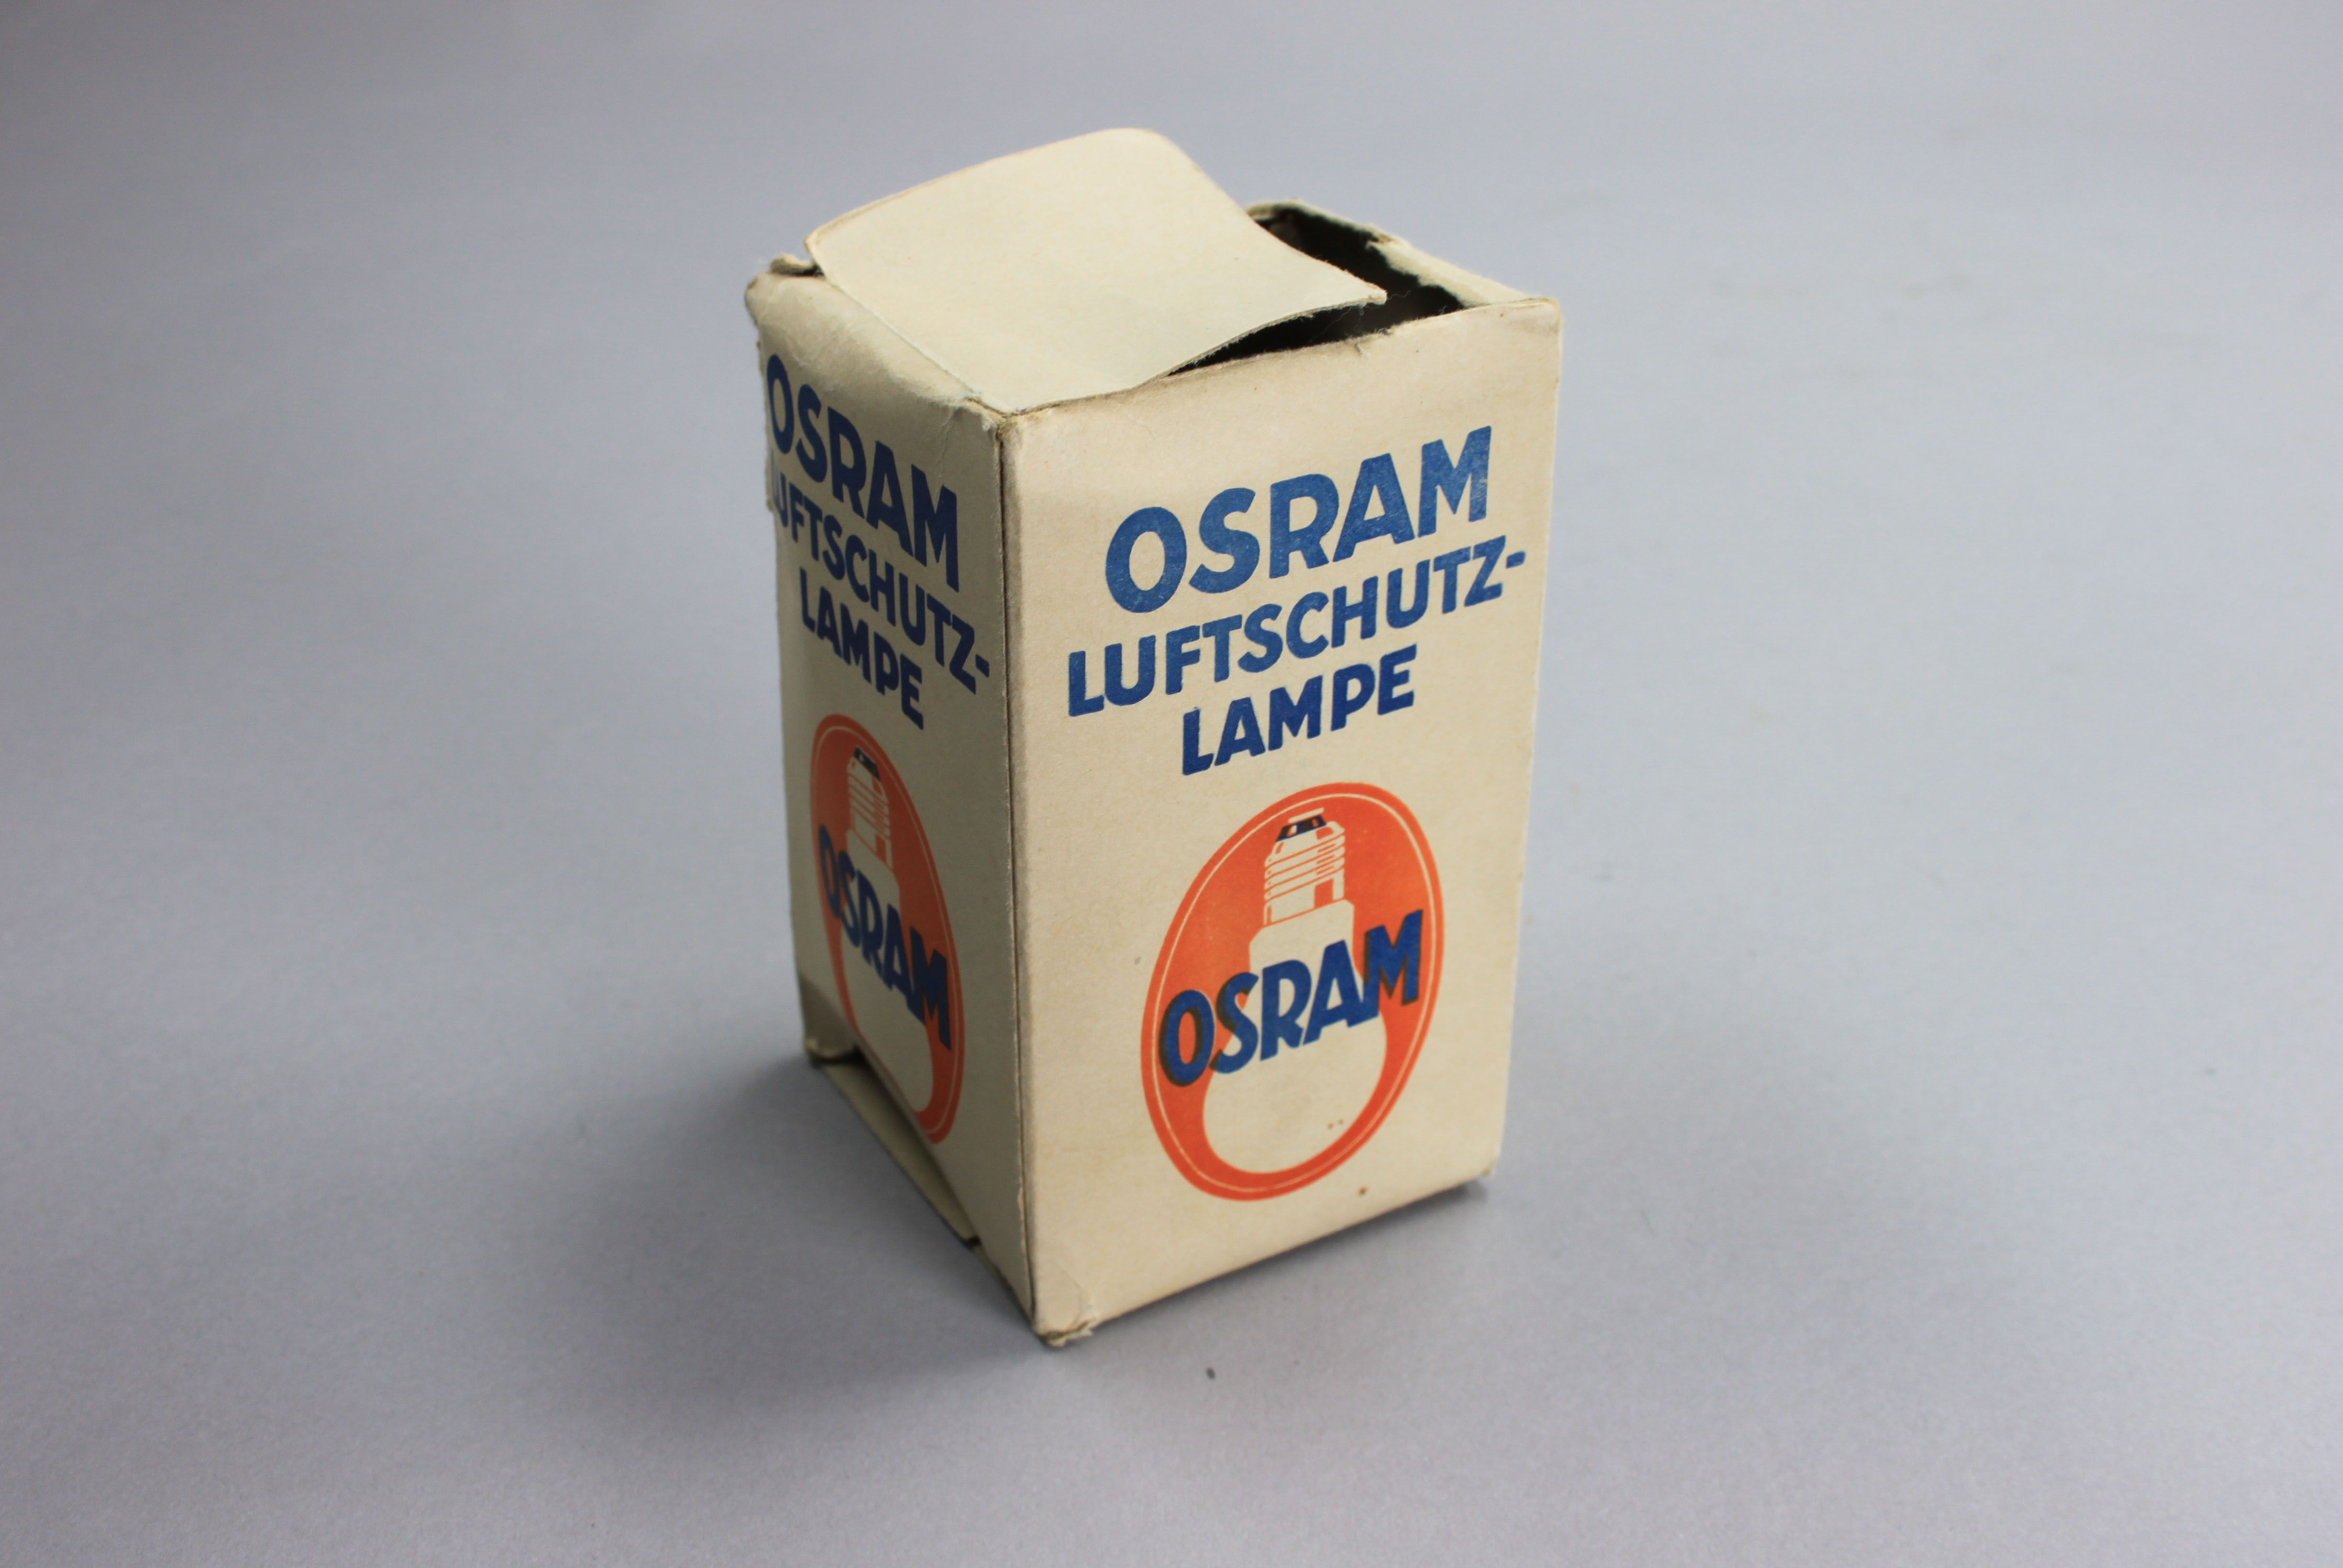 OSRAM
LUFTSCHUTZ-
LAMPE
OSRAM
OSRAM
LUFTSCHUTZ-
LAMPE
OSRAM